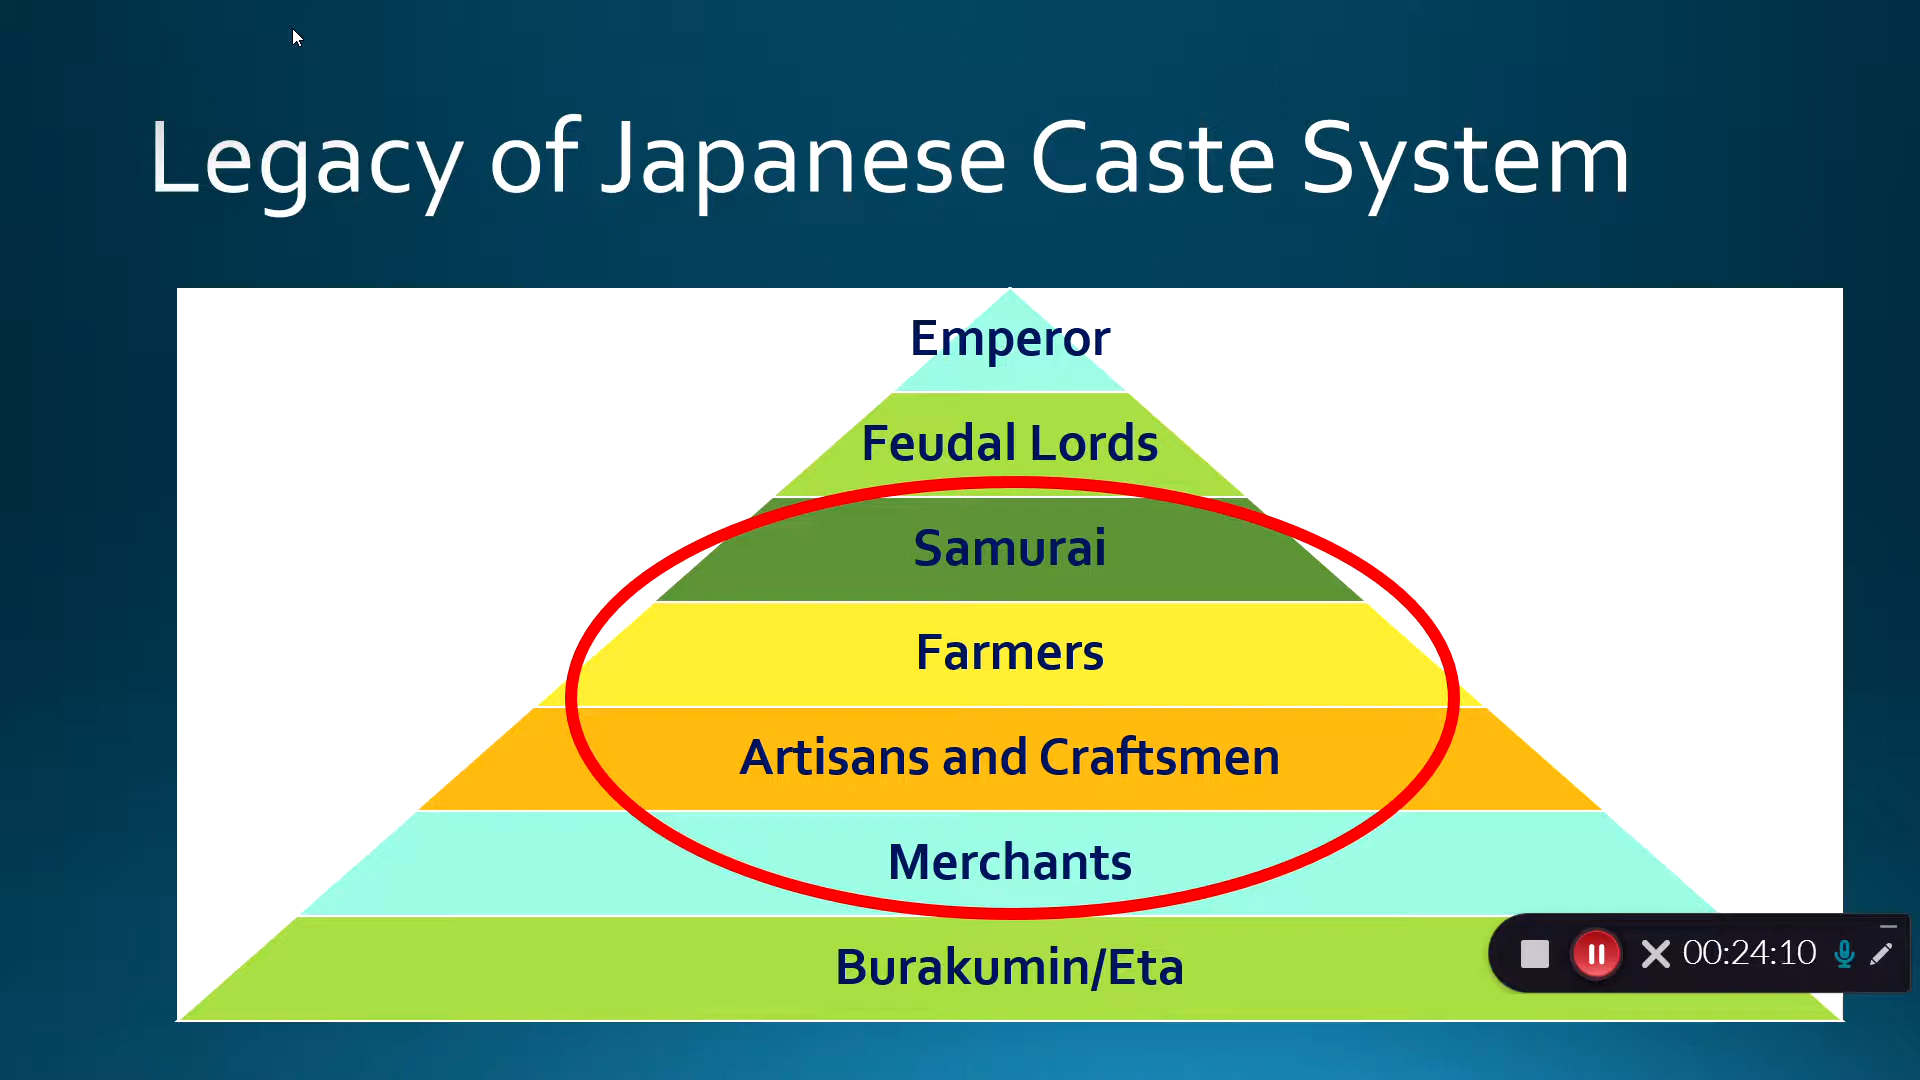 Legacy of Japanese Caste System
Emperor
Feudal Lords
Samurai
Farmers
Artisans and Craftsmen
Merchants
Burakumin/Eta
00:24:10